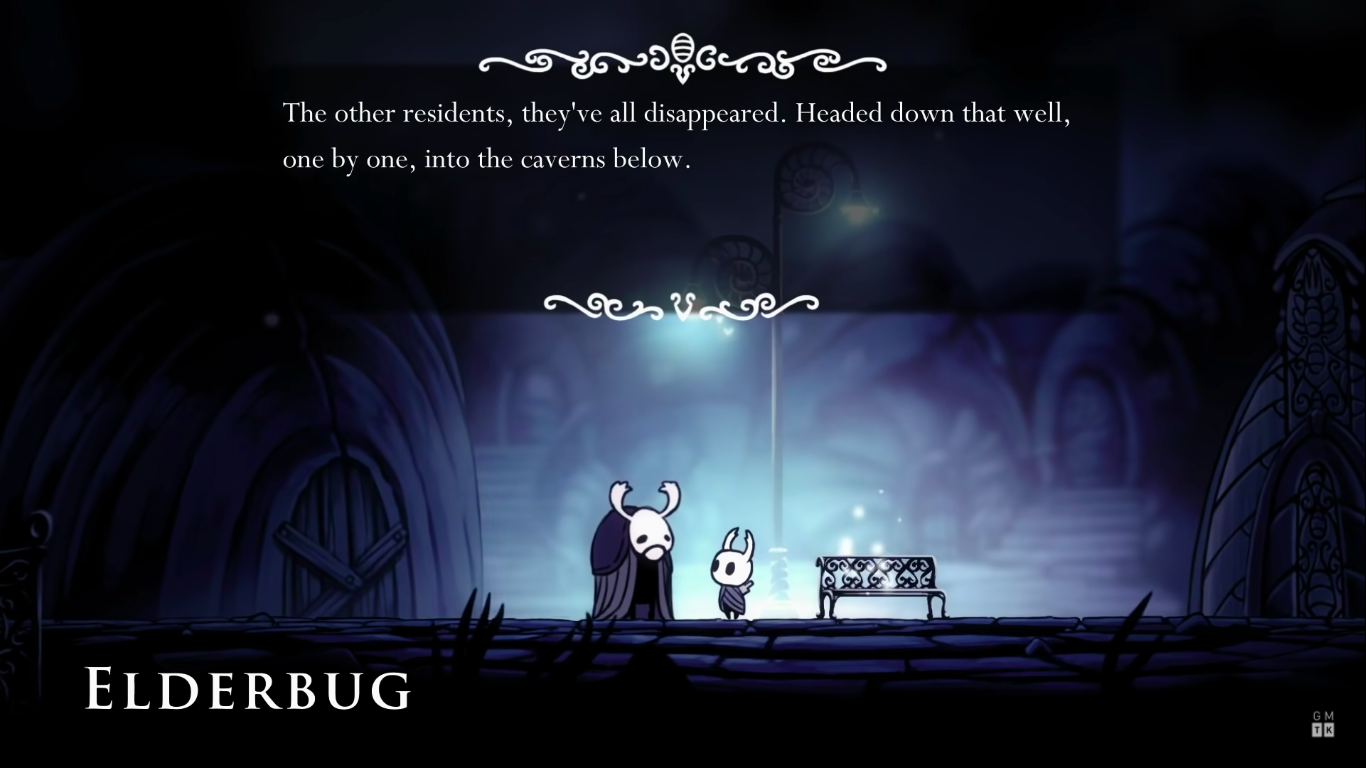 The other residents, they've all disappeared. Headed down that well,
one by one, into the caverns below.
ELDERBUG
GM
TK